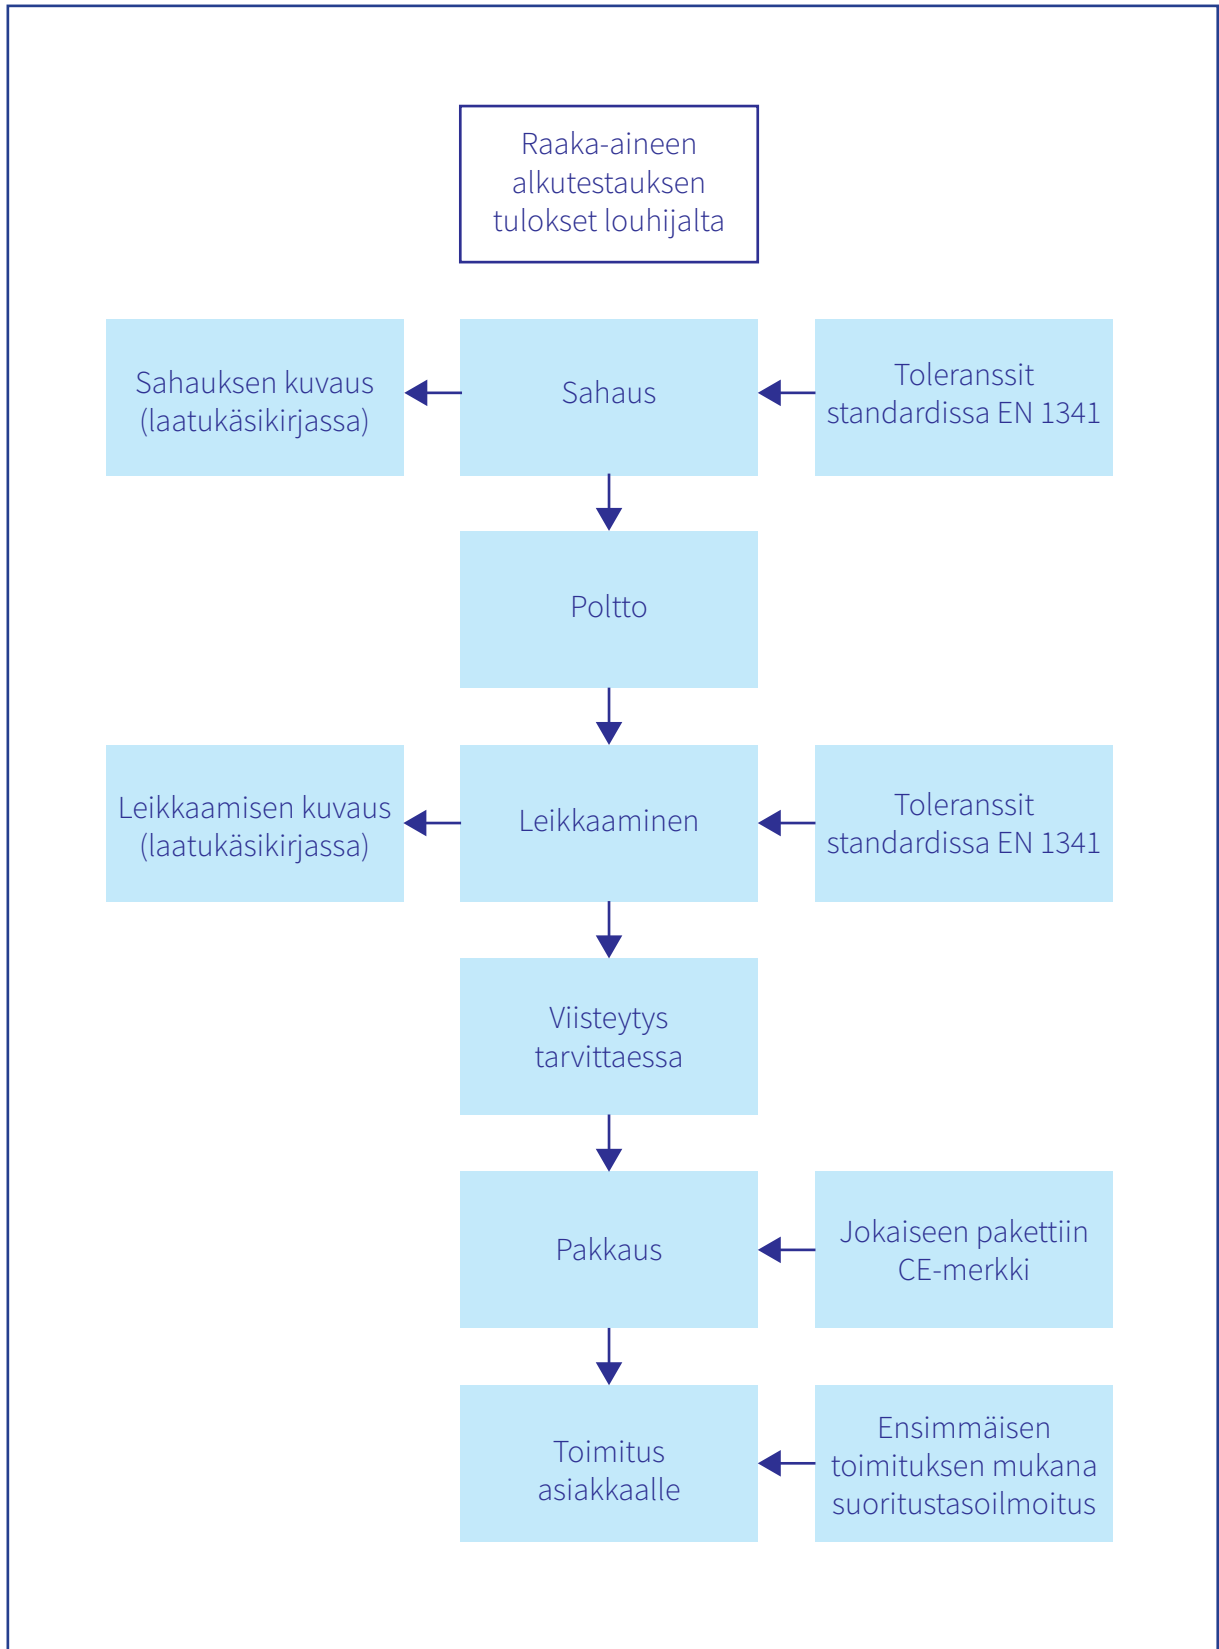 Raaka-aineen
alkutestauksen
tulokset louhijalta
Sahauksen kuvaus
(laatukäsikirjassa)
Sahaus
Toleranssit
standardissa EN 1341
Poltto
Leikkaamisen kuvaus
(laatukäsikirjassa)
Leikkaaminen
Toleranssit
standardissa EN 1341
Viisteytys
tarvittaessa
Pakkaus
Jokaiseen pakettiin
CE-merkki
Toimitus
asiakkaalle
Ensimmäisen
toimituksen mukana
suoritustasoilmoitus